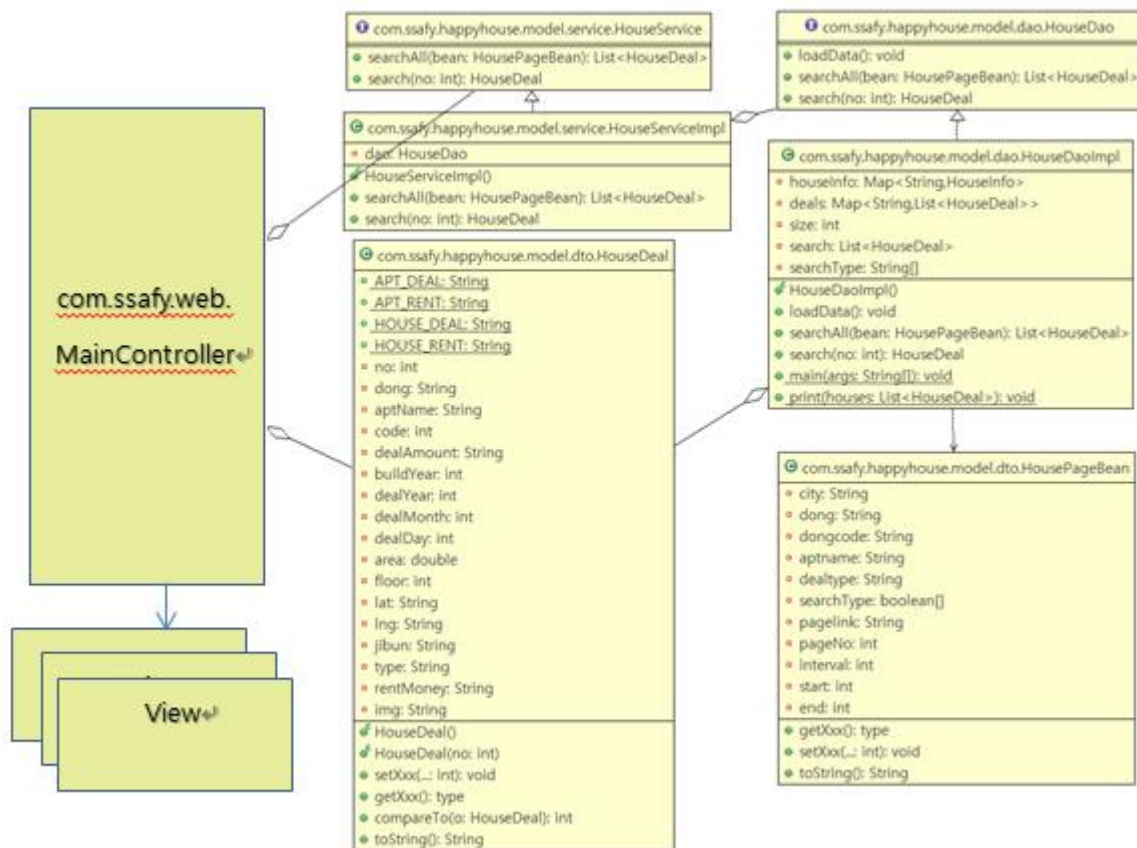 com.ssafy.web.
MainController
View
com.ssafy.happyhouse.model.service.HouseService
searchAll(bean: HousePageBean): List<HouseDeal>
search(no: int): HouseDeal
com.ssafy.happyhouse.model.service.HouseServiceImpl
dao: HouseDao
HouseServiceImpl()
searchAll(bean: HousePageBean): List<HouseDeal>
search(no: int): HouseDeal
com.ssafy.happyhouse.model.dto.HouseDeal
APT_DEAL: String
APT_RENT: String
HOUSE_DEAL: String
HOUSE_RENT: String
no: int
dong: String
aptName: String
code: int
dealAmount: String
buildYear: int
dealYear: int
dealMonth: int
dealDay: int
area: double
floor: int
lat: String
lng: String
jibun: String
type: String
rentMoney: String
img: String
HouseDeal()
HouseDeal(no: int)
setXxx(...: int): void
getXxx(): type
compareTo(o: HouseDeal): int
toString(): String
com.ssafy.happyhouse.model.dao.HouseDao
loadData(): void
searchAll(bean: HousePageBean): List<HouseDeal>
search(no: int): HouseDeal
com.ssafy.happyhouse.model.dao.HouseDaoImpl
houseInfo: Map<String,HouseInfo>
deals: Map<String,List<HouseDeal>>
size: int
search: List<HouseDeal>
searchType: String[]
HouseDaoImpl()
loadData(): void
searchAll(bean: HousePageBean): List<HouseDeal>
search(no: int): HouseDeal
main(args: String[]): void
print(houses: List<HouseDeal>): void
com.ssafy.happyhouse.model.dto.HousePageBean
city: String
dong: String
dongcode: String
aptname: String
dealtype: String
searchType: boolean[]
pagelink: String
pageNo: int
interval: int
start: int
end: int
getXxx(): type
setXxx(...: int): void
toString(): String